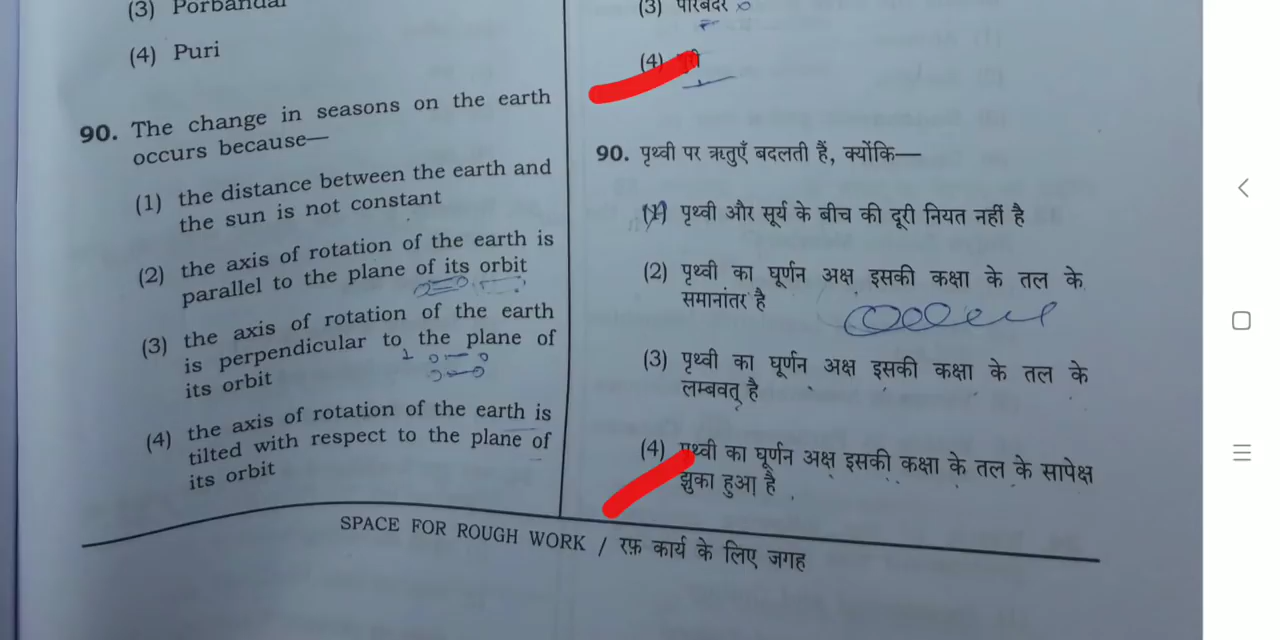 (3) Porbandar
(4) Puri
90. The change in seasons on the earth
occurs because—
(1) the distance between the earth and
the sun is not constant
(2) the axis of rotation of the earth is
parallel to the plane of its orbit
(3) the axis of rotation of the earth
is perpendicular to the plane of
its orbit
(4) the axis of rotation of the earth is
tilted with respect to the plane of
its orbit
(3) पोरबंदर
(4) पुरी
90. पृथ्वी पर ऋतुएँ बदलती हैं, क्योंकि—
(1) पृथ्वी और सूर्य के बीच की दूरी नियत नहीं है
(2) पृथ्वी का घूर्णन अक्ष इसकी कक्षा के तल के
समानांतर है
(3) पृथ्वी का घूर्णन अक्ष इसकी कक्षा के तल के
लम्बवत् है
(4) पृथ्वी का घूर्णन अक्ष इसकी कक्षा के तल के सापेक्ष
झुका हुआ है
SPACE FOR ROUGH WORK / रफ़ कार्य के लिए जगह